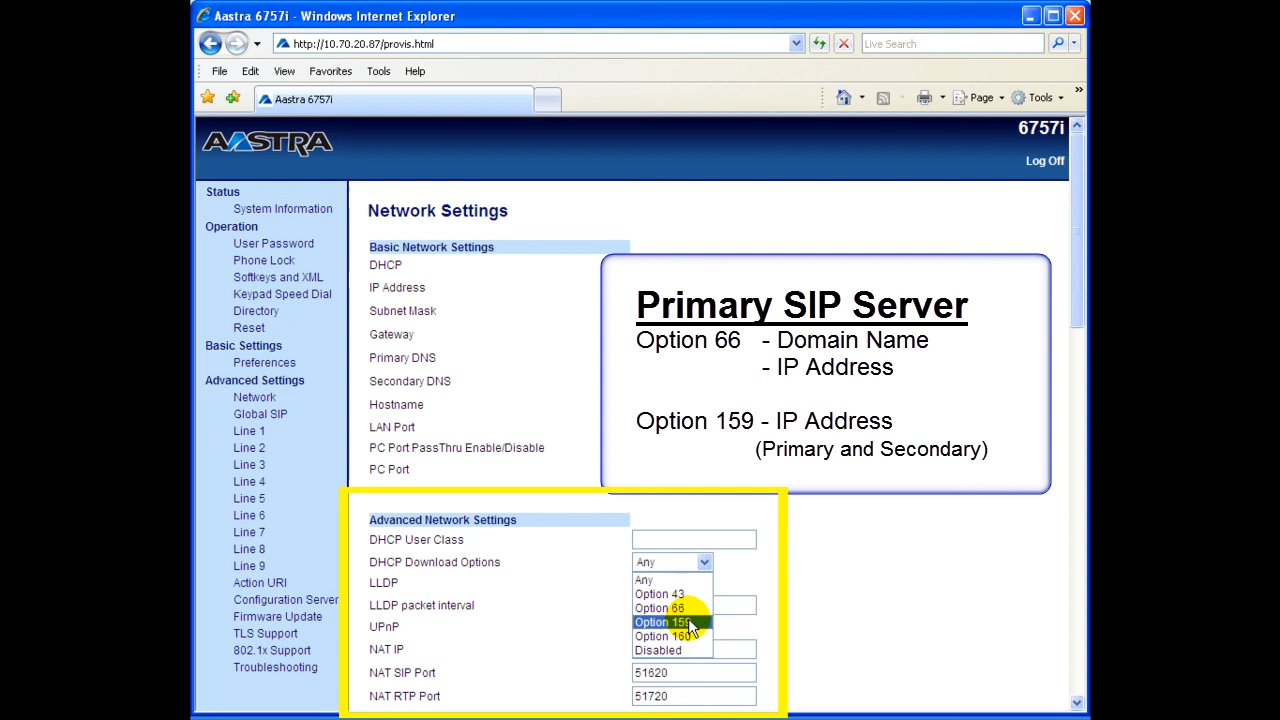 Aastra 6757i - Windows Internet Explorer
http://10.70.20.87/provis.html
Live Search
File Edit View Favorites Tools Help
Aastra 6757i
Page Tools
AASTRA
6757i
Log Off
Status
System Information
Operation
User Password
Phone Lock
Softkeys and XML
Keypad Speed Dial
Directory
Reset
Basic Settings
Preferences
Advanced Settings
Network
Global SIP
Line 1
Line 2
Line 3
Line 4
Line 5
Line 6
Line 7
Line 8
Line 9
Action URI
Configuration Server
Firmware Update
TLS Support
802.1x Support
Troubleshooting
Network Settings
Basic Network Settings
DHCP
IP Address
Subnet Mask
Gateway
Primary DNS
Secondary DNS
Hostname
LAN Port
PC Port PassThru Enable/Disable
PC Port
Primary SIP Server
Option 66 - Domain Name
- IP Address
Option 159 - IP Address
(Primary and Secondary)
Advanced Network Settings
DHCP User Class
DHCP Download Options Any
Any
Option 43
Option 66
Option 159
Option 160
Disabled
LLDP
LLDP packet interval
UPnP
NAT IP
NAT SIP Port 51620
NAT RTP Port 51720